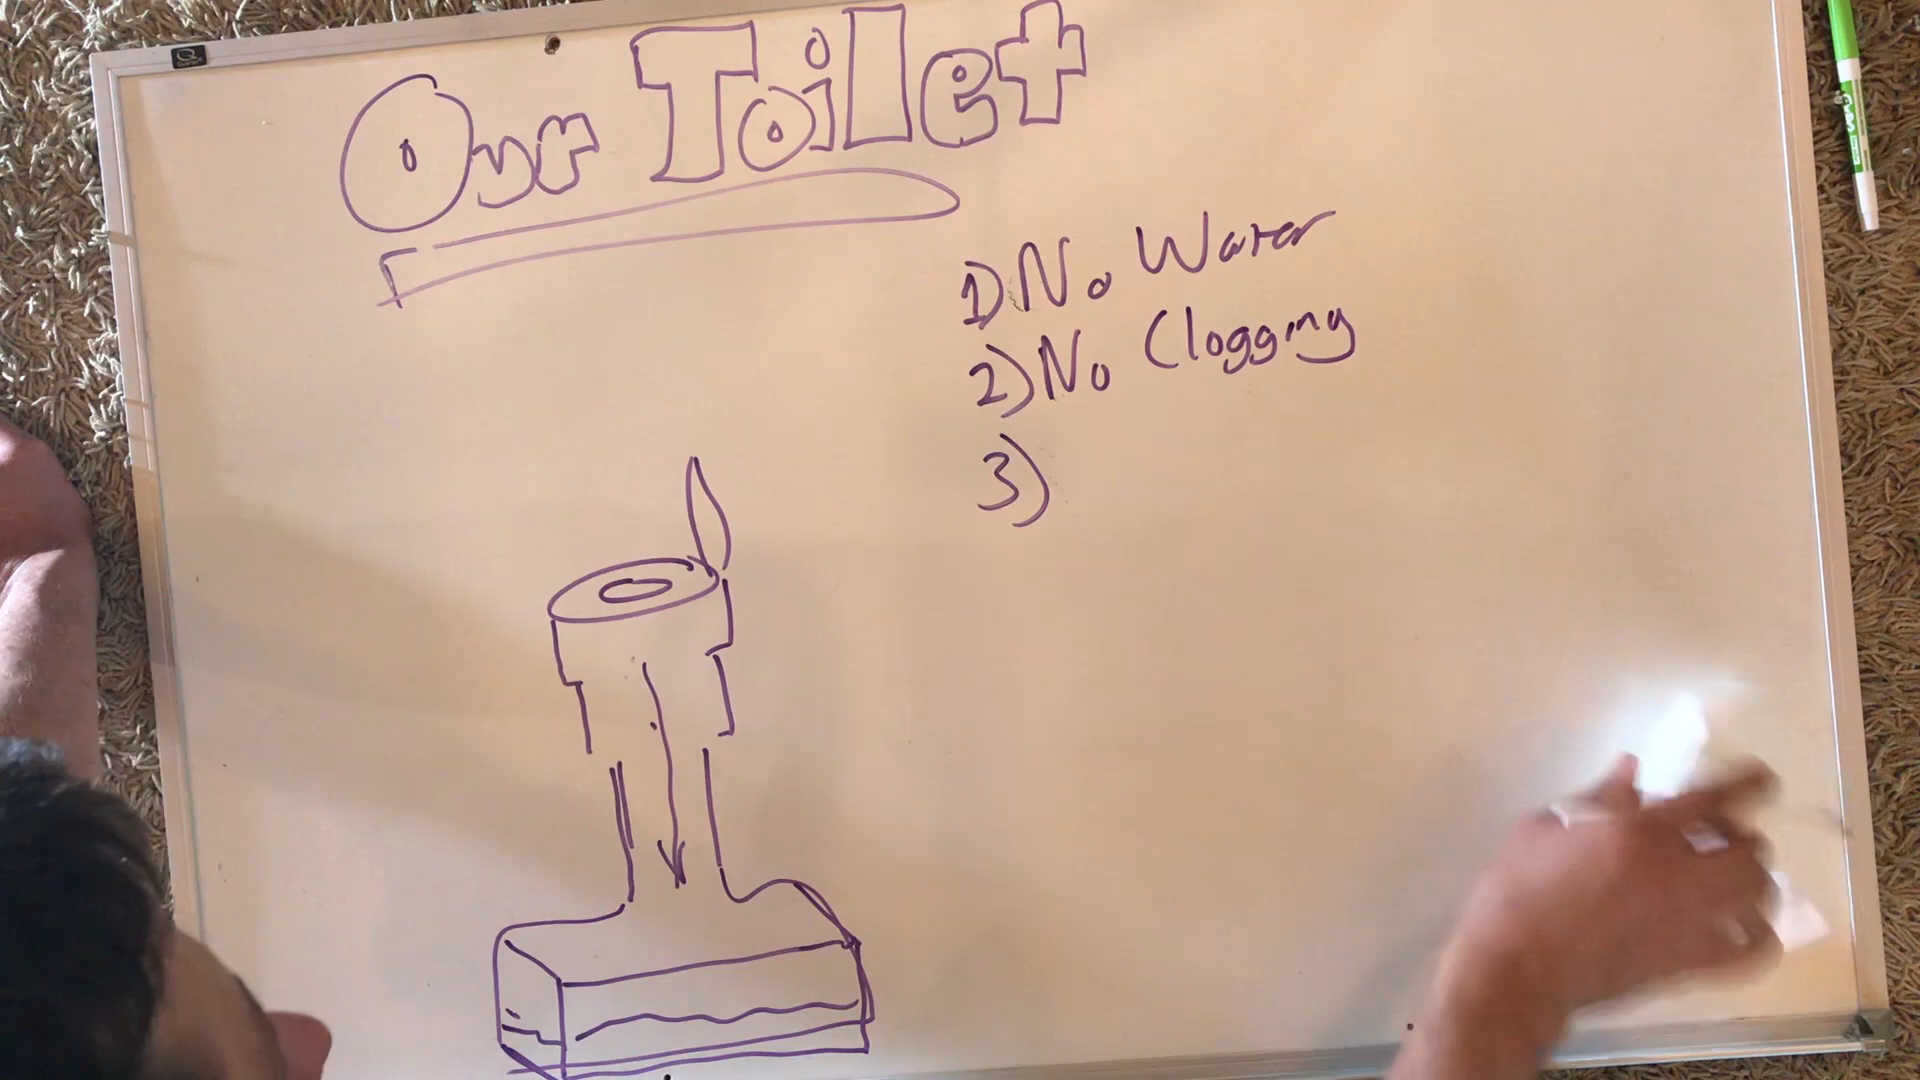 Our Toilet
1) No Water
2) No Clogging
3)